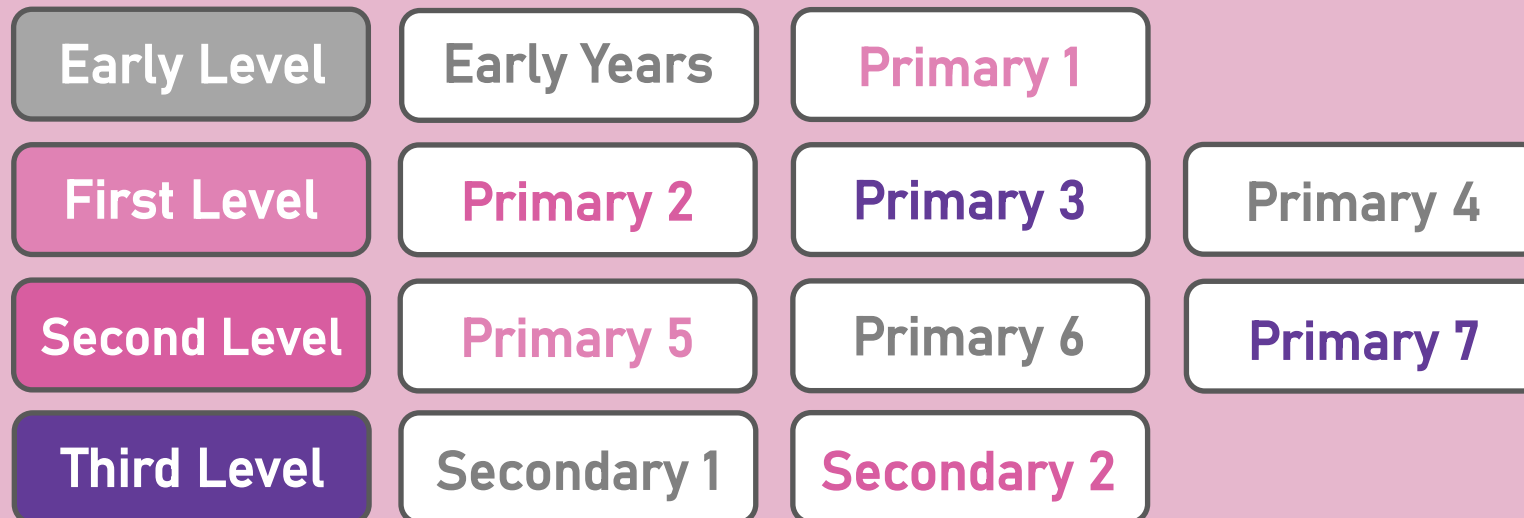 Early Level Early Years Primary 1
First Level Primary 2 Primary 3 Primary 4
Second Level Primary 5 Primary 6 Primary 7
Third Level Secondary 1 Secondary 2